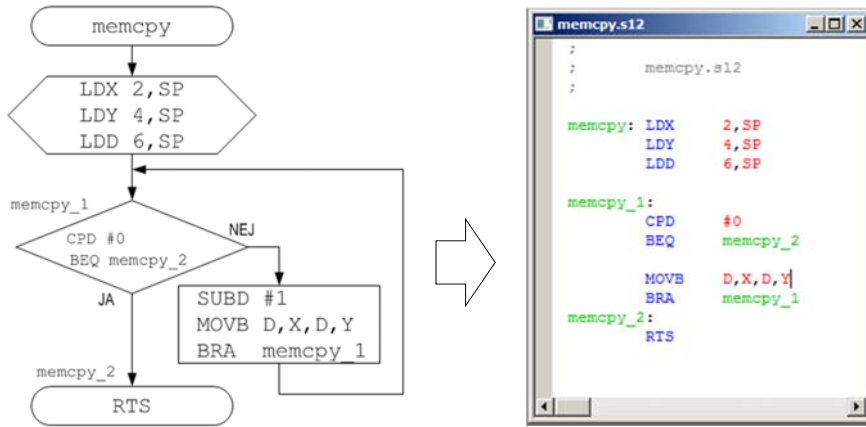 memcpy
LDX 2,SP
LDY 4,SP
LDD 6,SP
memcpy_1
CPD #0
BEQ memcpy_2
NEJ
JA
SUBD #1
MOVB D,X,D,Y
BRA memcpy_1
memcpy_2
RTS
memcpy.s12
;
; memcpy.s12
;
memcpy: LDX 2,SP
LDY 4,SP
LDD 6,SP
memcpy_1:
CPD #0
BEQ memcpy_2
MOVB D,X,D,Y
BRA memcpy_1
memcpy_2:
RTS